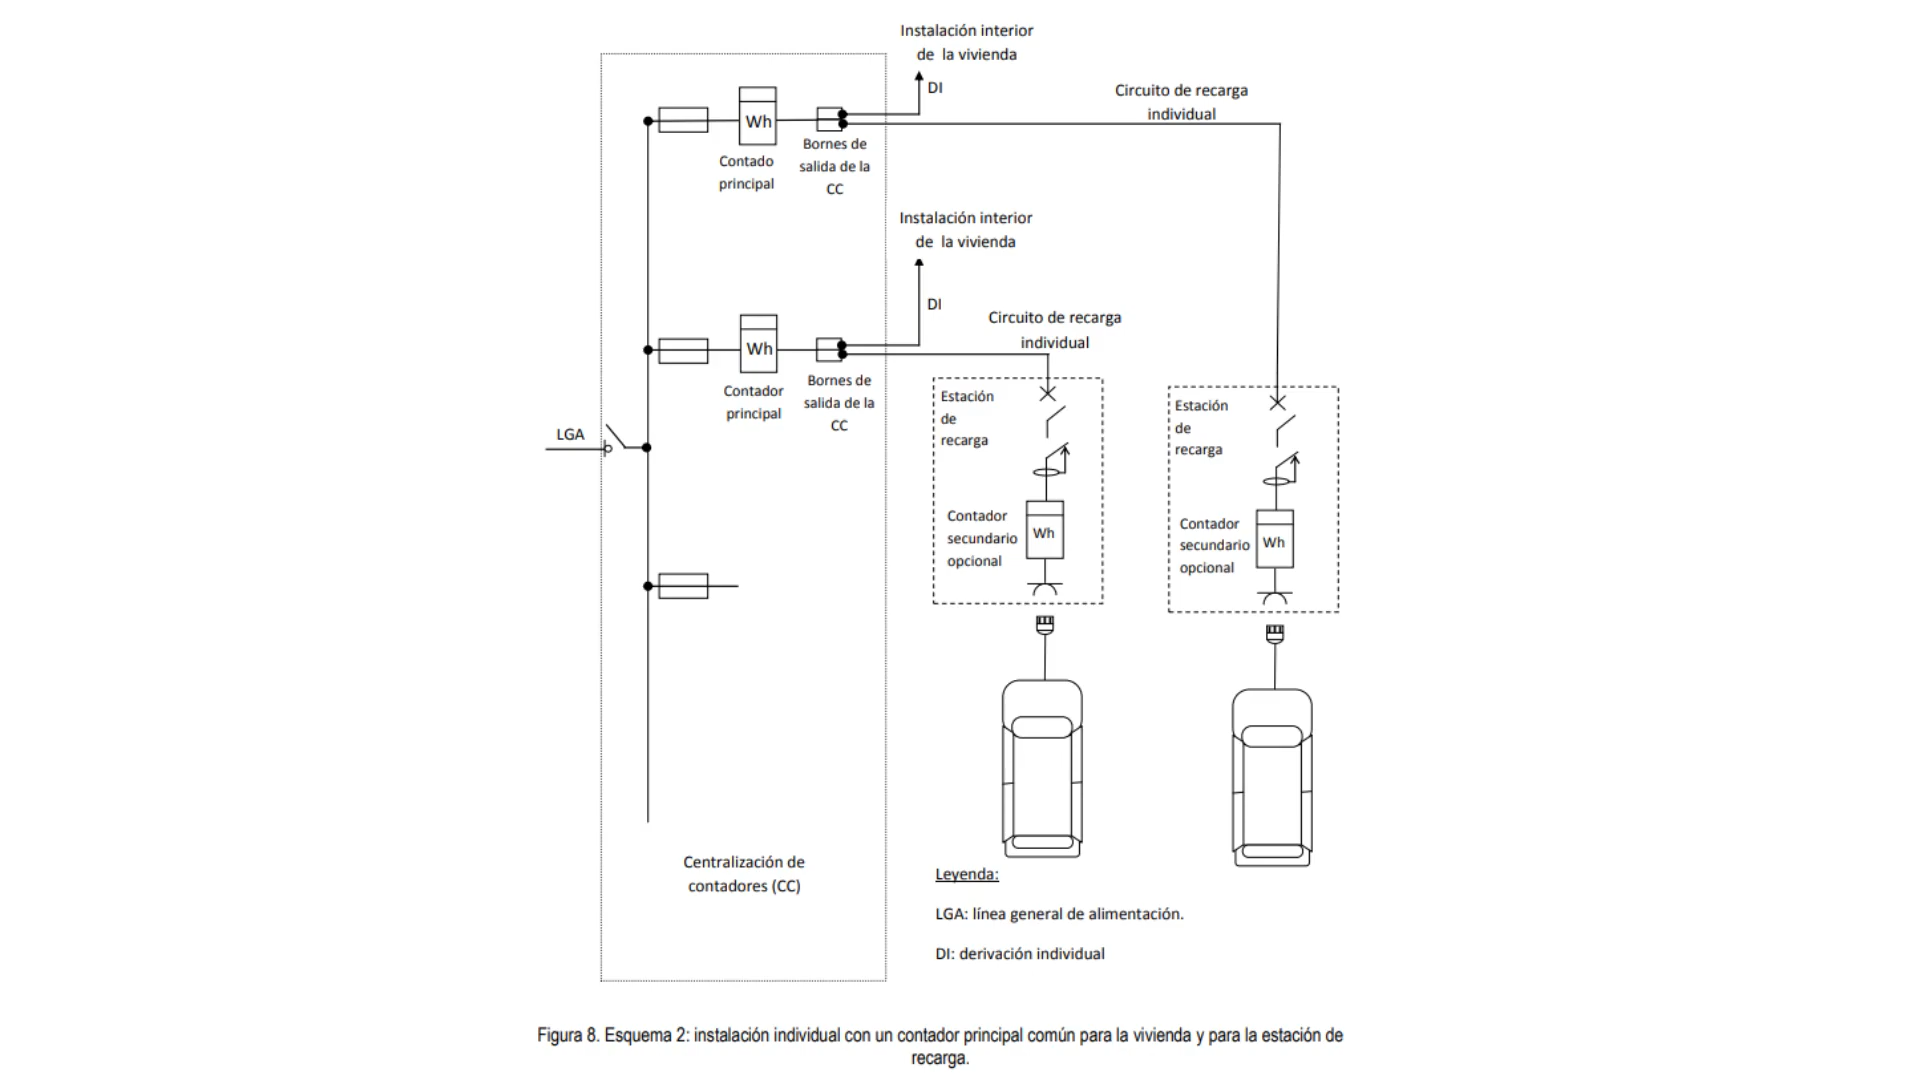 Instalación interior
de la vivienda
DI
Circuito de recarga
individual
Wh
Contado
principal
Bornes de
salida de la
CC
Instalación interior
de la vivienda
DI
Circuito de recarga
individual
Wh
Contador
principal
Bornes de
salida de la
CC
LGA
Estación
de
recarga
Contador
secundario
opcional
Wh
Estación
de
recarga
Contador
secundario
opcional
Wh
Centralización de
contadores (CC)
Leyenda:
LGA: línea general de alimentación.
DI: derivación individual
Figura 8. Esquema 2: instalación individual con un contador principal común para la vivienda y para la estación de
recarga.